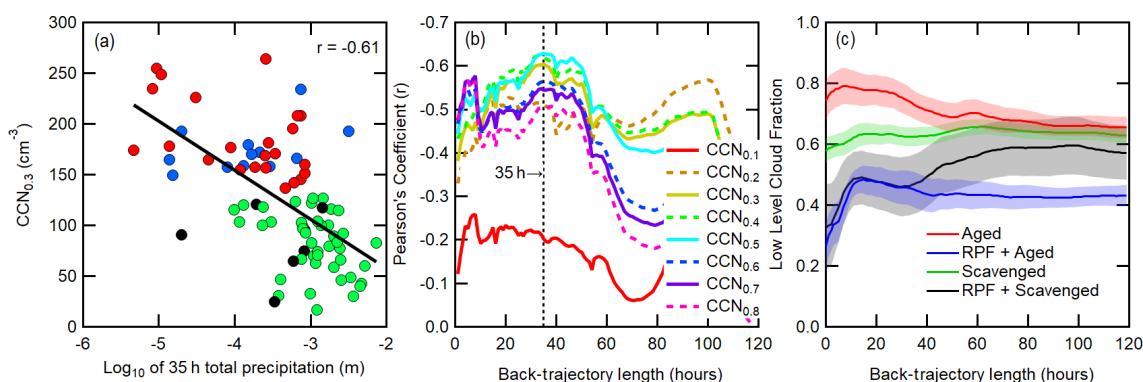 (a)
r = -0.61
CCN0.3 (cm-3)
300
250
200
150
100
50
0
-6
-5
-4
-3
-2
Log10 of 35 h total precipitation (m)
(b)
Pearson's Coefficient (r)
-0.7
-0.6
-0.5
-0.4
-0.3
-0.2
-0.1
-0.0
35 h
CCN0.1
CCN0.2
CCN0.3
CCN0.4
CCN0.5
CCN0.6
CCN0.7
CCN0.8
0
20
40
60
80
100
120
Back-trajectory length (hours)
(c)
Low Level Cloud Fraction
1.0
0.8
0.6
0.4
0.2
0.0
Aged
RPF + Aged
Scavenged
RPF + Scavenged
0
20
40
60
80
100
120
Back-trajectory length (hours)